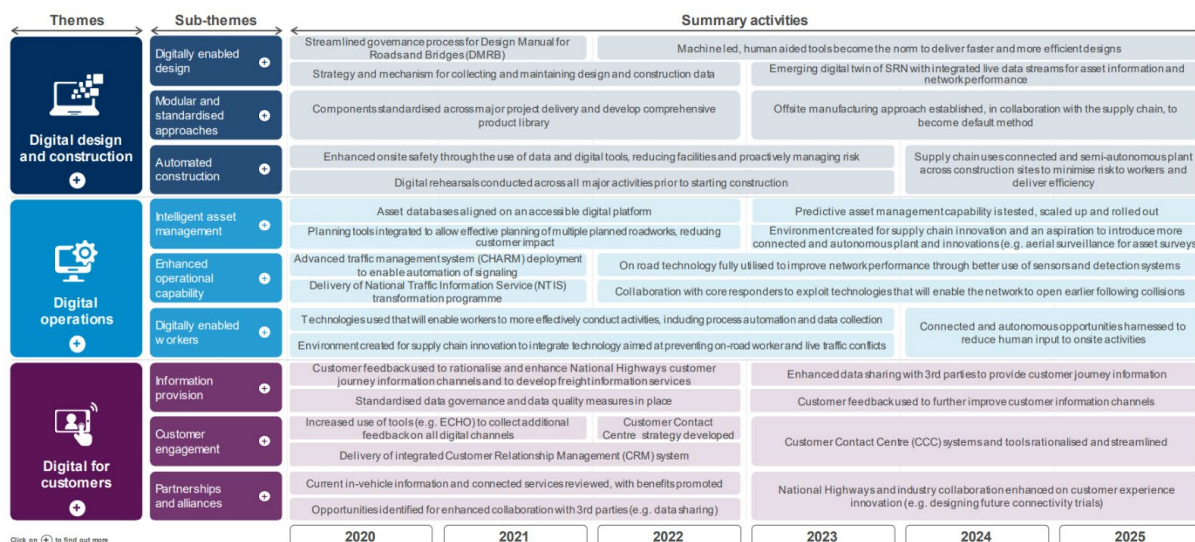 Themes
Sub-themes
Summary activities
Digital design
and construction
Digitally enabled
design
Streamlined governance process for Design Manual for
Roads and Bridges (DMRB)
Machine led, human aided tools become the norm to deliver faster and more efficient designs
Strategy and mechanism for collecting and maintaining design and construction data
Emerging digital twin of SRN with integrated live data streams for asset information and
network performance
Modular and
standardised
approaches
Components standardised across major project delivery and develop comprehensive
product library
Offsite manufacturing approach established, in collaboration with the supply chain, to
become default method
Automated
construction
Enhanced onsite safety through the use of data and digital tools, reducing facilities and proactively managing risk
Digital rehearsals conducted across all major activities prior to starting construction
Supply chain uses connected and semi-autonomous plant
across construction sites to minimise risk to workers and
deliver efficiency
Digital
operations
Intelligent asset
management
Asset databases aligned on an accessible digital platform
Predictive asset management capability is tested, scaled up and rolled out
Planning tools integrated to allow effective planning of multiple planned roadworks, reducing
customer impact
Environment created for supply chain innovation and an aspiration to introduce more
connected and autonomous plant and innovations (e.g. aerial surveillance for asset surveys
Enhanced
operational
capability
Advanced traffic management system (CHARM) deployment
to enable automation of signaling
On road technology fully utilised to improve network performance through better use of sensors and detection systems
Delivery of National Traffic Information Service (NTIS)
transformation programme
Collaboration with core responders to exploit technologies that will enable the network to open earlier following collisions
Digitally enabled
workers
Technologies used that will enable workers to more effectively conduct activities, including process automation and data collection
Environment created for supply chain innovation to integrate technology aimed at preventing on-road worker and live traffic conflicts
Connected and autonomous opportunities harnessed to
reduce human input to onsite activities
Digital for
customers
Information
provision
Customer feedback used to rationalise and enhance National Highways customer
journey information channels and to develop freight information services
Enhanced data sharing with 3rd parties to provide customer journey information
Standardised data governance and data quality measures in place
Customer feedback used to further improve customer information channels
Customer
engagement
Increased use of tools (e.g. ECHO) to collect additional
feedback on all digital channels
Customer Contact
Centre strategy developed
Delivery of integrated Customer Relationship Management (CRM) system
Customer Contact Centre (CCC) systems and tools rationalised and streamlined
Partnerships
and alliances
Current in-vehicle information and connected services reviewed, with benefits promoted
Opportunities identified for enhanced collaboration with 3rd parties (e.g. data sharing)
National Highways and industry collaboration enhanced on customer experience
innovation (e.g. designing future connectivity trials)
Click on + to find out more
2020
2021
2022
2023
2024
2025